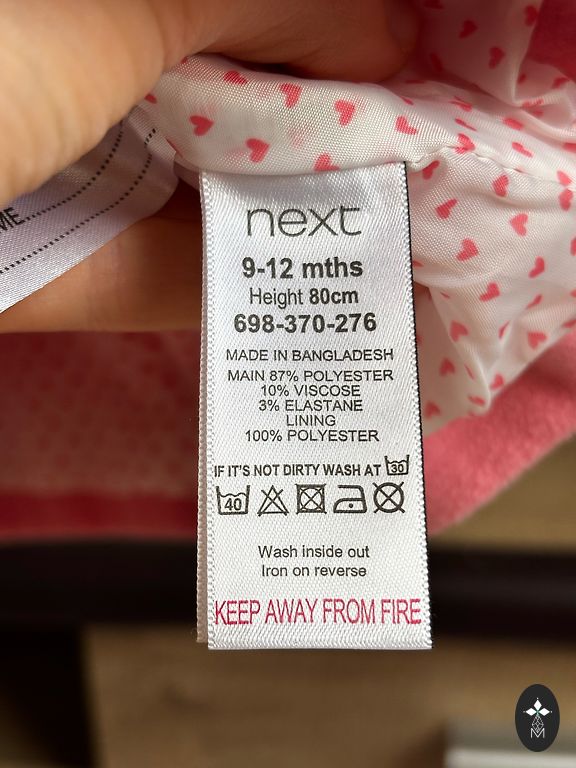 ME
next
9-12 mths
Height 80cm
698-370-276
MADE IN BANGLADESH
MAIN 87% POLYESTER
10% VISCOSE
3% ELASTANE
LINING
100% POLYESTER
IF IT'S NOT DIRTY WASH AT 30
40
Wash inside out
Iron on reverse
KEEP AWAY FROM FIRE
M